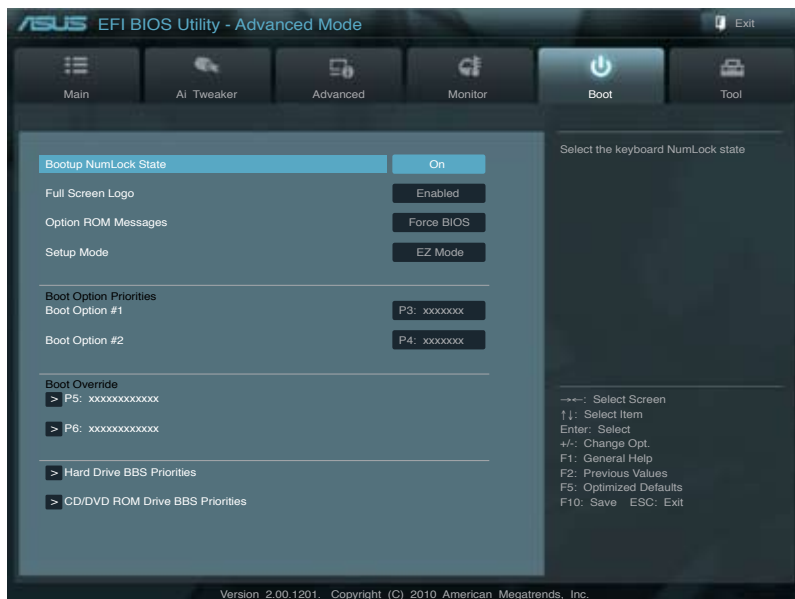 ASUS EFI BIOS Utility - Advanced Mode
Exit
Main
Ai Tweaker
Advanced
Monitor
Boot
Tool
Bootup NumLock State On
Full Screen Logo Enabled
Option ROM Messages Force BIOS
Setup Mode EZ Mode
Boot Option Priorities
Boot Option #1 P3: xxxxxxx
Boot Option #2 P4: xxxxxxx
Boot Override
> P5: xxxxxxxxxxxx
> P6: xxxxxxxxxxxx
> Hard Drive BBS Priorities
> CD/DVD ROM Drive BBS Priorities
Select the keyboard NumLock state
→←: Select Screen
↑↓: Select Item
Enter: Select
+/-: Change Opt.
F1: General Help
F2: Previous Values
F5: Optimized Defaults
F10: Save ESC: Exit
Version 2.00.1201. Copyright (C) 2010 American Megatrends, Inc.